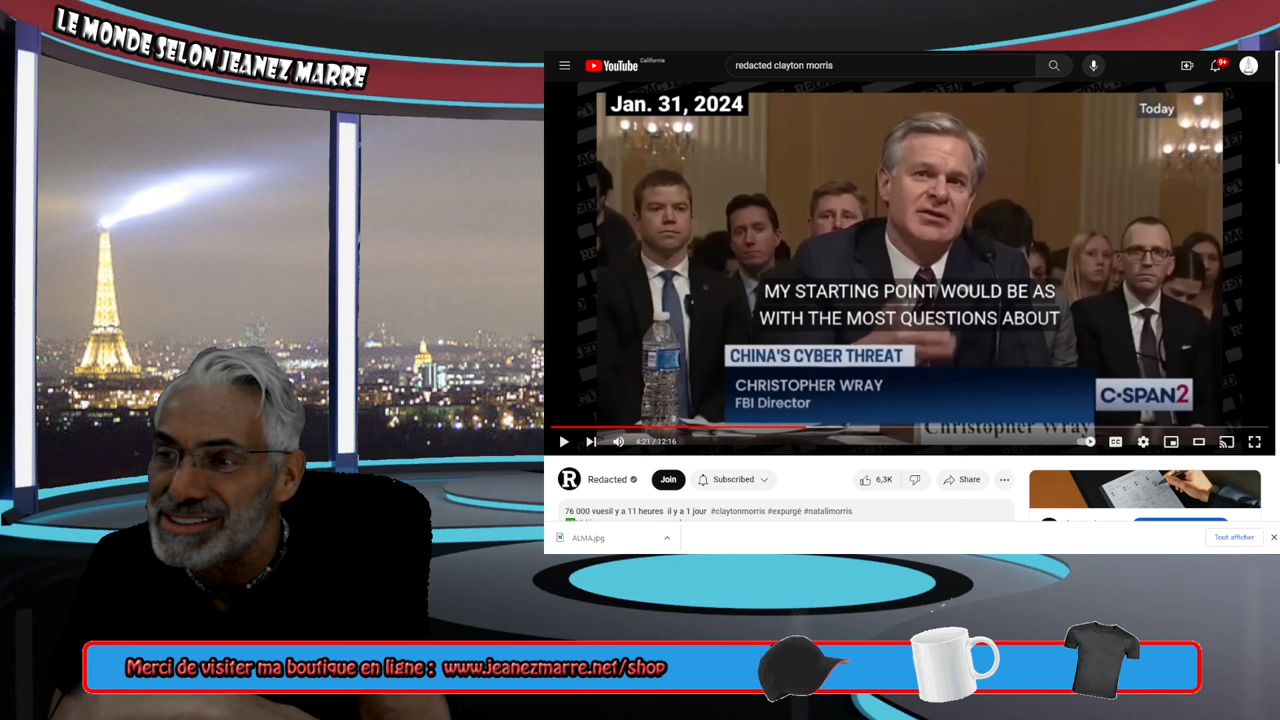 LE MONDE SELON JEANEZ MARRE
YouTube
Californie
redacted clayton morris
9+
Jan. 31, 2024
Today
MY STARTING POINT WOULD BE AS
WITH THE MOST QUESTIONS ABOUT
CHINA'S CYBER THREAT
CHRISTOPHER WRAY
FBI Director
C-SPAN2
Christopher Wray
4:21 / 12:16
CC
R
Redacted
Join
Subscribed
6,3K
Share
76 000 vues il y a 11 heures il y a 1 jour #claytonmorris #expurgé #natalimorris
ALMA.jpg
Tout afficher
Merci de visiter ma boutique en ligne : www.jeanezmarre.net/shop